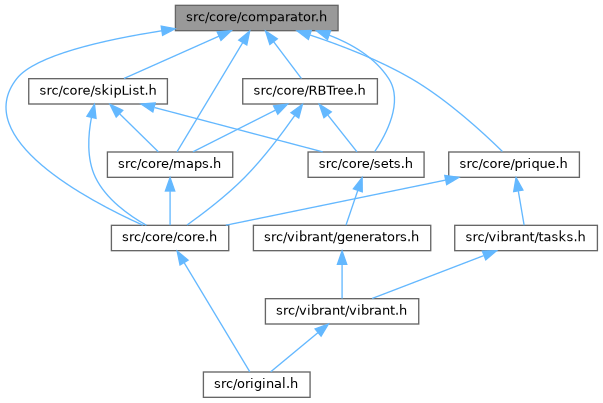 src/core/comparator.h
src/core/skipList.h
src/core/RBTree.h
src/core/maps.h
src/core/sets.h
src/core/prique.h
src/core/core.h
src/vibrant/generators.h
src/vibrant/tasks.h
src/vibrant/vibrant.h
src/original.h